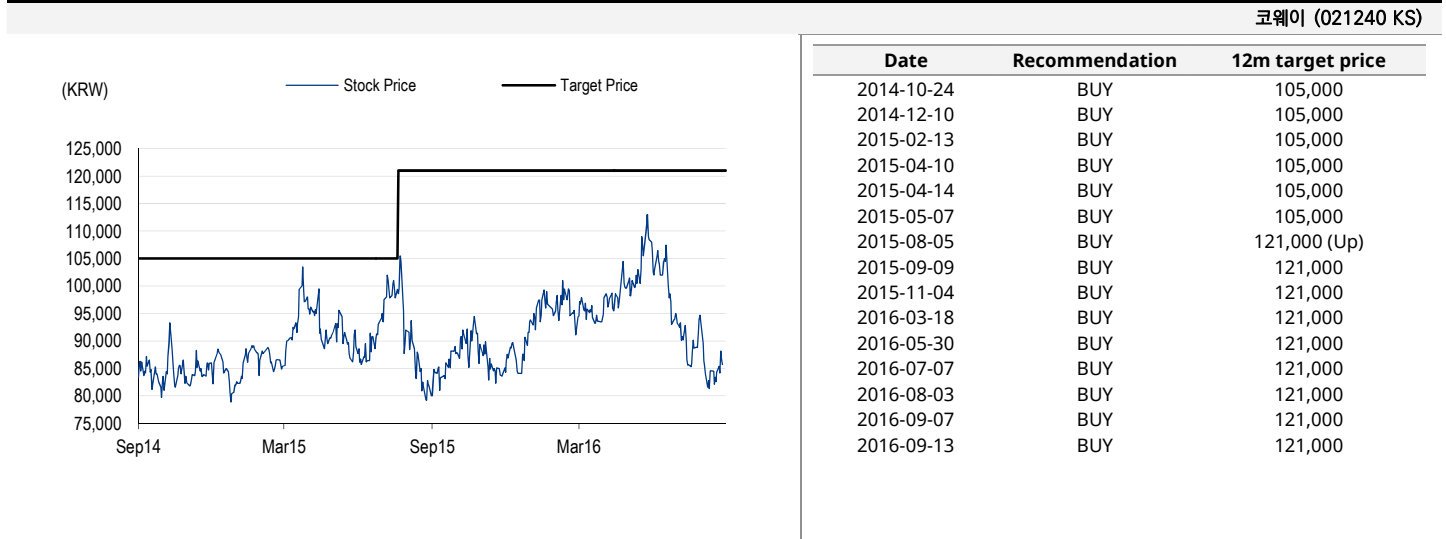 코웨이 (021240 KS)
(KRW)
Stock Price
Target Price
125,000
120,000
115,000
110,000
105,000
100,000
95,000
90,000
85,000
80,000
75,000
Sep14 Mar15 Sep15 Mar16
Date Recommendation 12m target price
2014-10-24 BUY 105,000
2014-12-10 BUY 105,000
2015-02-13 BUY 105,000
2015-04-10 BUY 105,000
2015-04-14 BUY 105,000
2015-05-07 BUY 105,000
2015-08-05 BUY 121,000 (Up)
2015-09-09 BUY 121,000
2015-11-04 BUY 121,000
2016-03-18 BUY 121,000
2016-05-30 BUY 121,000
2016-07-07 BUY 121,000
2016-08-03 BUY 121,000
2016-09-07 BUY 121,000
2016-09-13 BUY 121,000